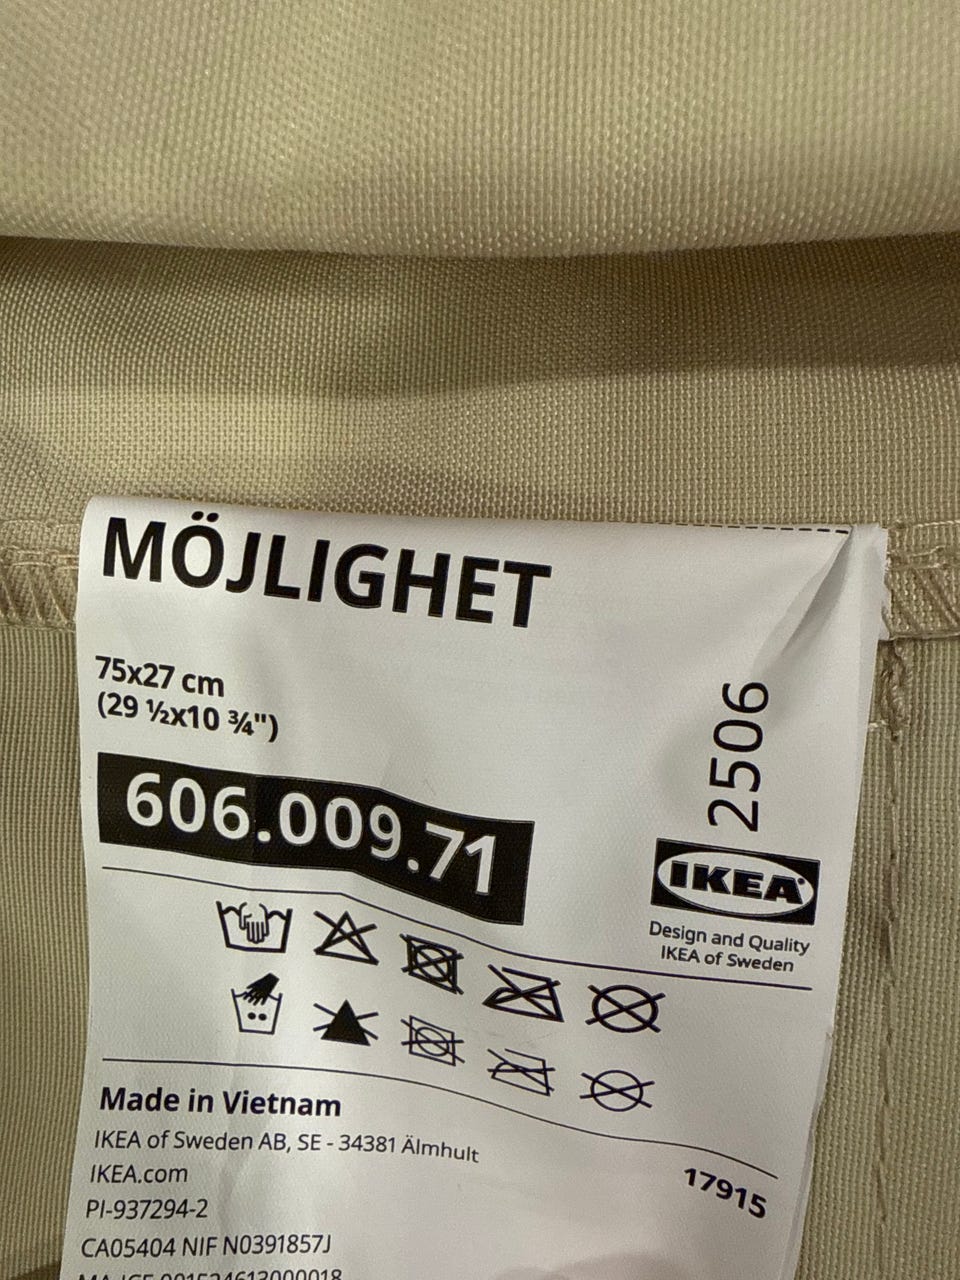 MÖJLIGHET
75x27 cm
(29 ½x10 ¾")
606.009.71
2506
IKEA®
Design and Quality
IKEA of Sweden
Made in Vietnam
IKEA of Sweden AB, SE - 34381 Älmhult
IKEA.com
PI-937294-2
CA05404 NIF N0391857J
17915